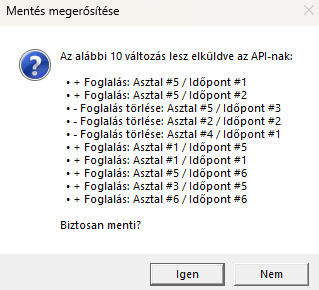 Mentés megerősítése
Az alábbi 10 változás lesz elküldve az API-nak:
• + Foglalás: Asztal #5 / Időpont #1
• + Foglalás: Asztal #5 / Időpont #2
• - Foglalás törlése: Asztal #5 / Időpont #3
• - Foglalás törlése: Asztal #2 / Időpont #2
• - Foglalás törlése: Asztal #4 / Időpont #1
• + Foglalás: Asztal #1 / Időpont #5
• + Foglalás: Asztal #1 / Időpont #1
• + Foglalás: Asztal #5 / Időpont #6
• + Foglalás: Asztal #3 / Időpont #5
• + Foglalás: Asztal #6 / Időpont #6
Biztosan menti?
Igen
Nem